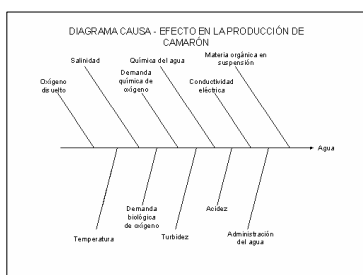 DIAGRAMA CAUSA - EFECTO EN LA PRODUCCIÓN DE
CAMARÓN
Materia orgánica en
suspensión
Salinidad
Química del agua
Oxígeno
disuelto
Demanda
química de
oxígeno
Conductividad
eléctrica
Agua
Demanda
biológica
de oxígeno
Acidez
Temperatura
Turbidez
Administración
del agua